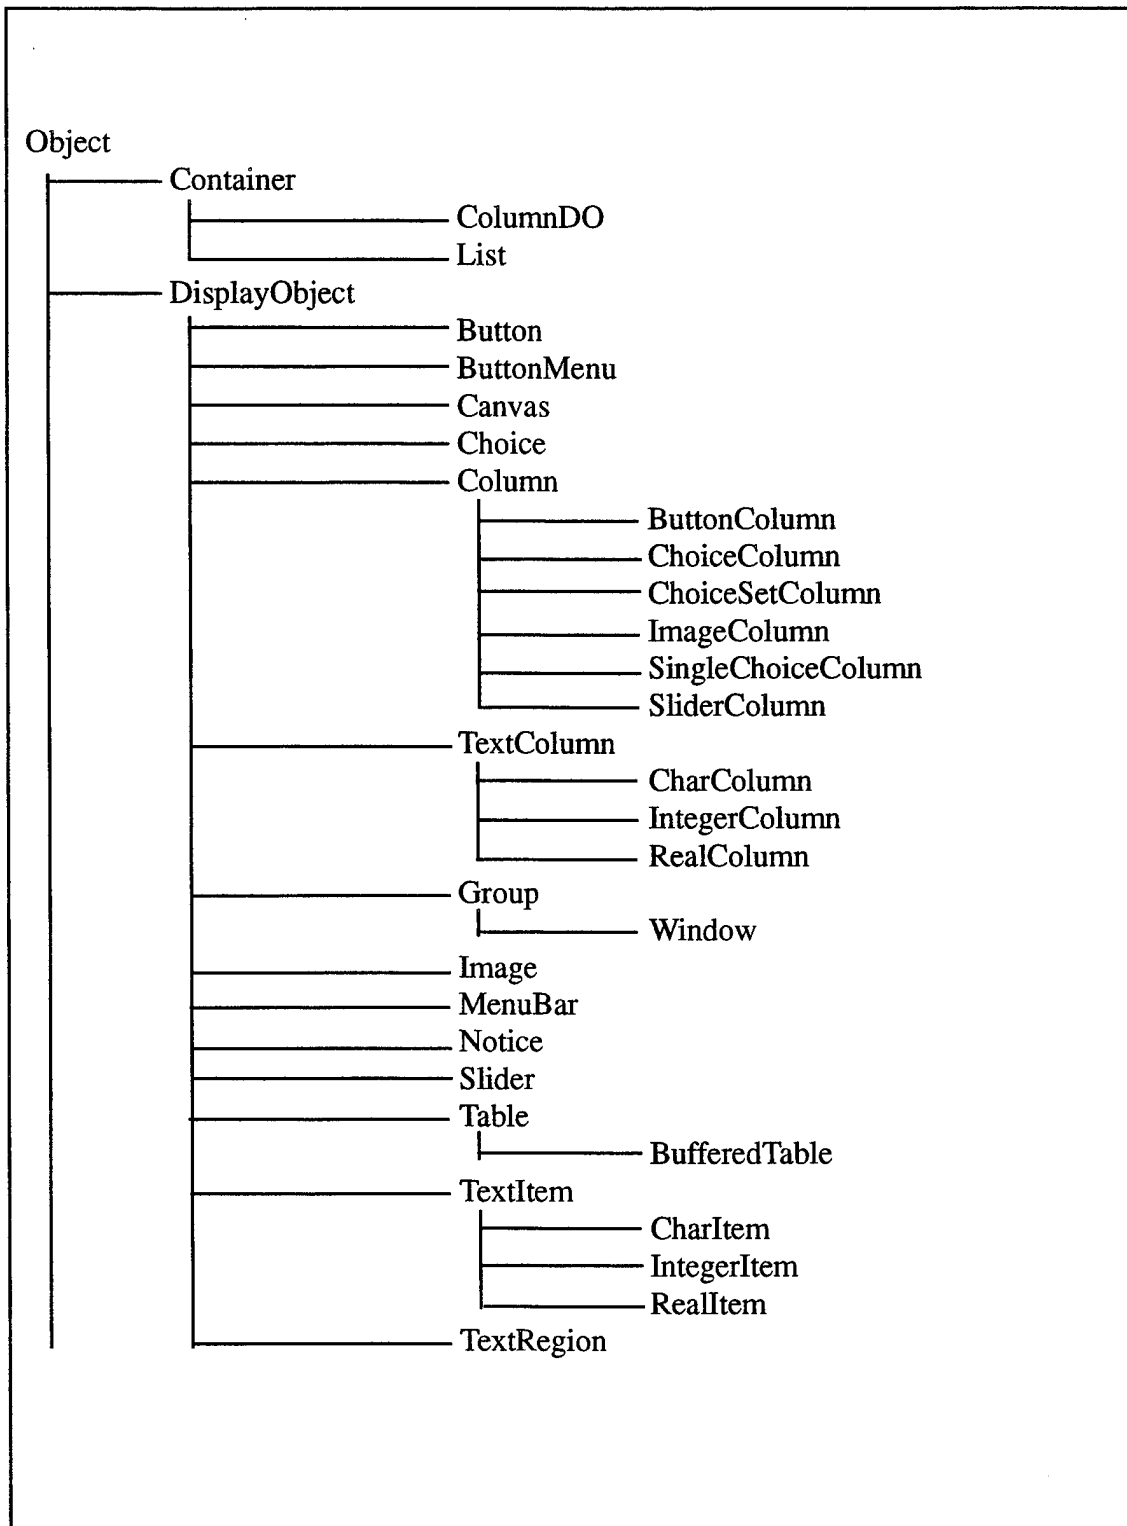 Object
Container
ColumnDO
List
DisplayObject
Button
ButtonMenu
Canvas
Choice
Column
ButtonColumn
ChoiceColumn
ChoiceSetColumn
ImageColumn
SingleChoiceColumn
SliderColumn
TextColumn
CharColumn
IntegerColumn
RealColumn
Group
Window
Image
MenuBar
Notice
Slider
Table
BufferedTable
TextItem
CharItem
IntegerItem
RealItem
TextRegion